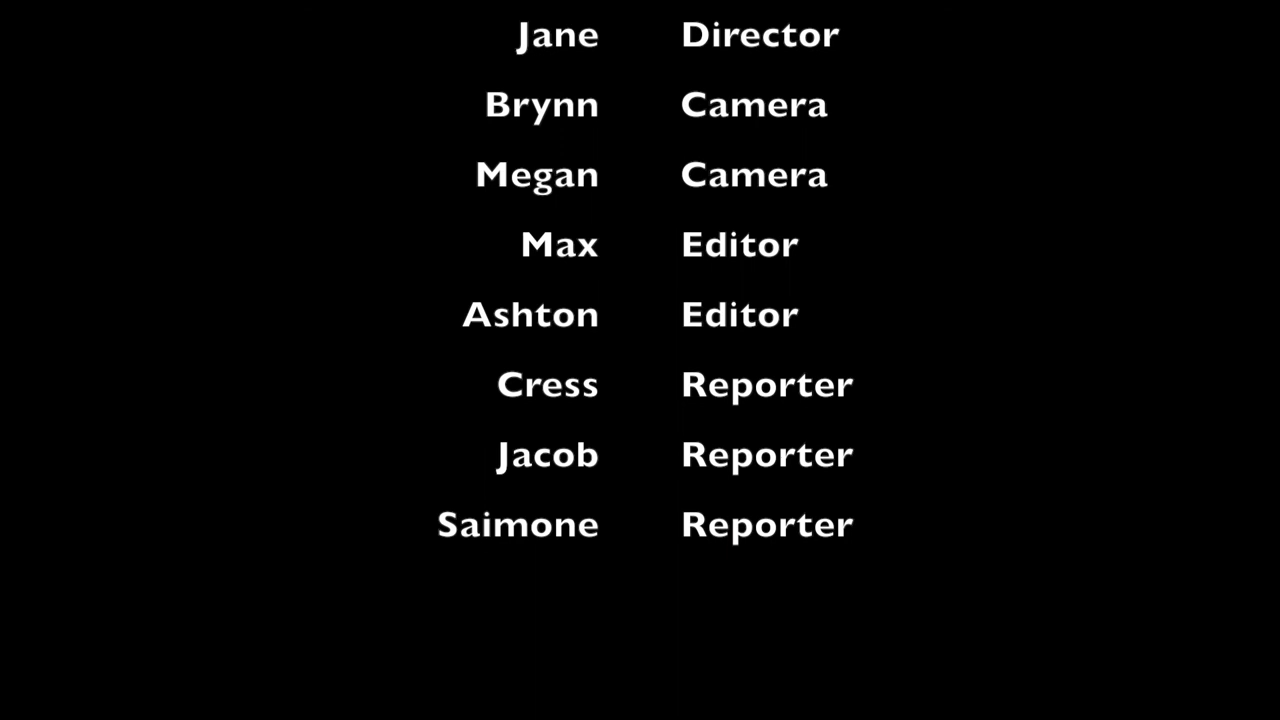 Jane Director
Brynn Camera
Megan Camera
Max Editor
Ashton Editor
Cress Reporter
Jacob Reporter
Saimone Reporter